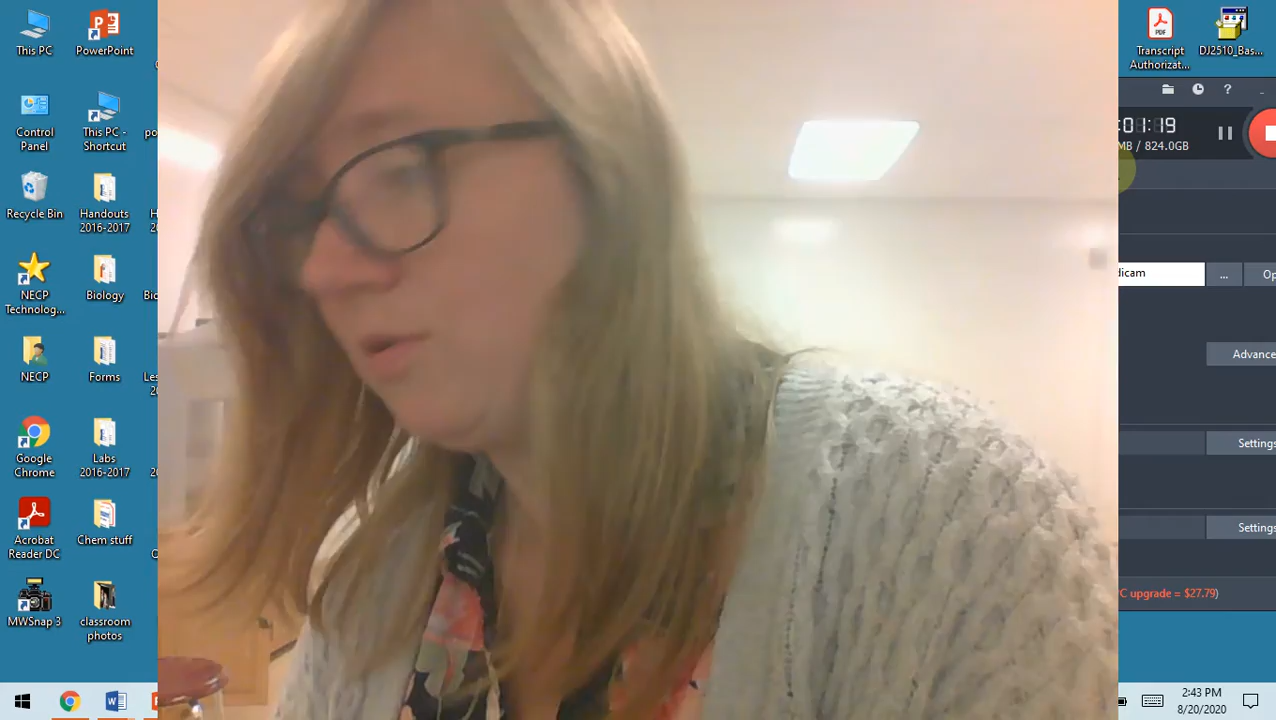 This PC
PowerPoint
Control
Panel
This PC -
Shortcut
Recycle Bin
Handouts
2016-2017
NECP
Technolog...
Biology
NECP
Forms
Google
Chrome
Labs
2016-2017
Acrobat
Reader DC
Chem stuff
MWSnap 3
classroom
photos
PDF
Transcript
Authorizat...
DJ2510_Bas...
?
:01:19
MB / 824.0GB
dicam
...
Op
Advance
Settings
Settings
C upgrade = $27.79)
2:43 PM
8/20/2020